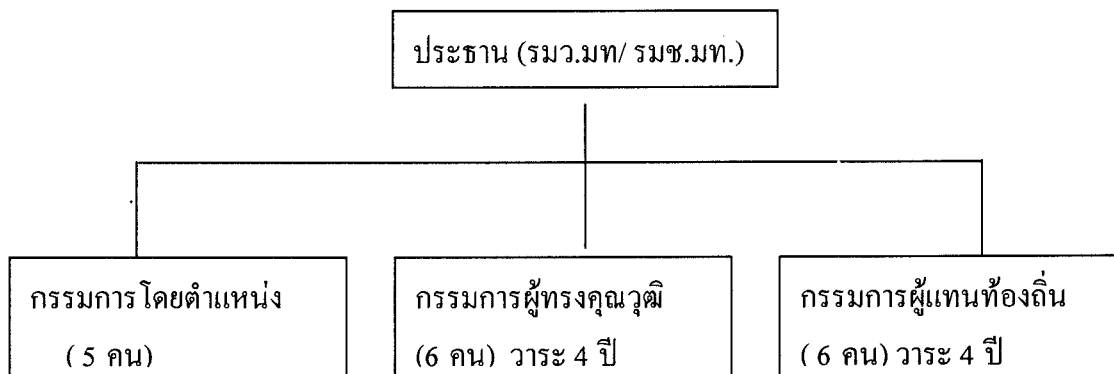 ประธาน (รมว.มท/ รมช.มท.)
กรรมการโดยตำแหน่ง
( 5 คน)
กรรมการผู้ทรงคุณวุฒิ
(6 คน) วาระ 4 ปี
กรรมการผู้แทนท้องถิ่น
( 6 คน) วาระ 4 ปี